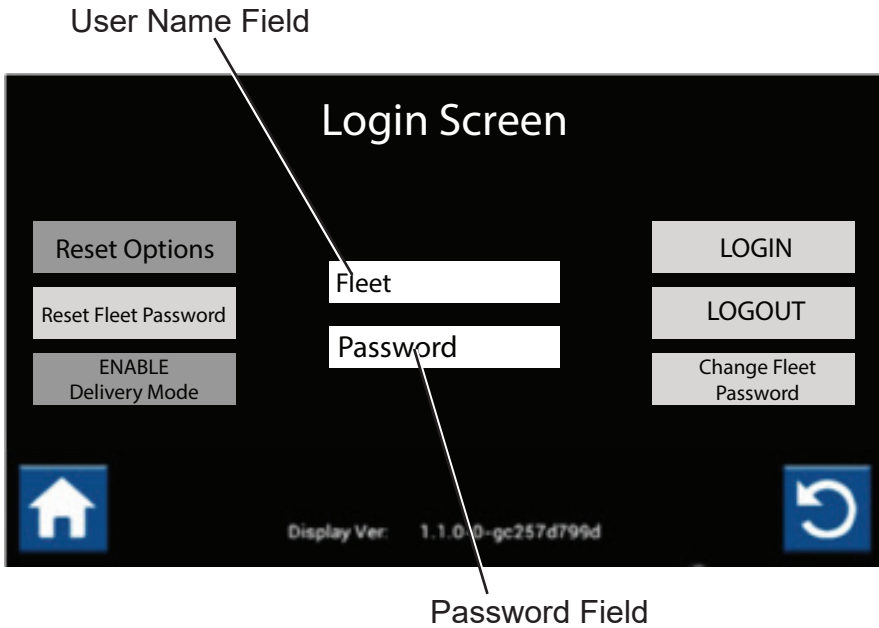 User Name Field
Login Screen
Reset Options
Reset Fleet Password
ENABLE
Delivery Mode
Fleet
Password
LOGIN
LOGOUT
Change Fleet
Password
Display Ver: 1.1.0-0-gc257d799d
Password Field